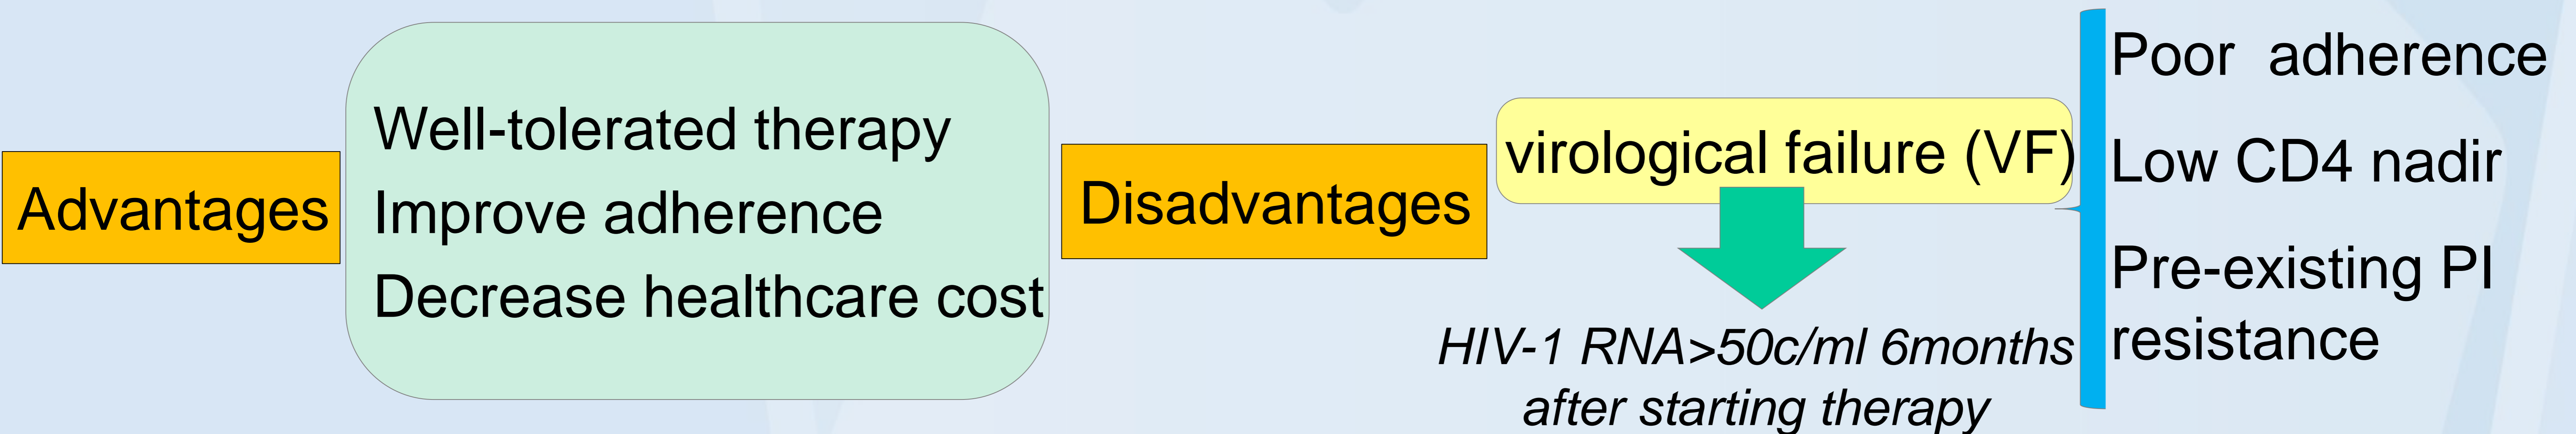 Advantages
Well-tolerated therapy
Improve adherence
Decrease healthcare cost
Disadvantages
virological failure (VF)
HIV-1 RNA>50c/ml 6months
after starting therapy
Poor adherence
Low CD4 nadir
Pre-existing PI
resistance